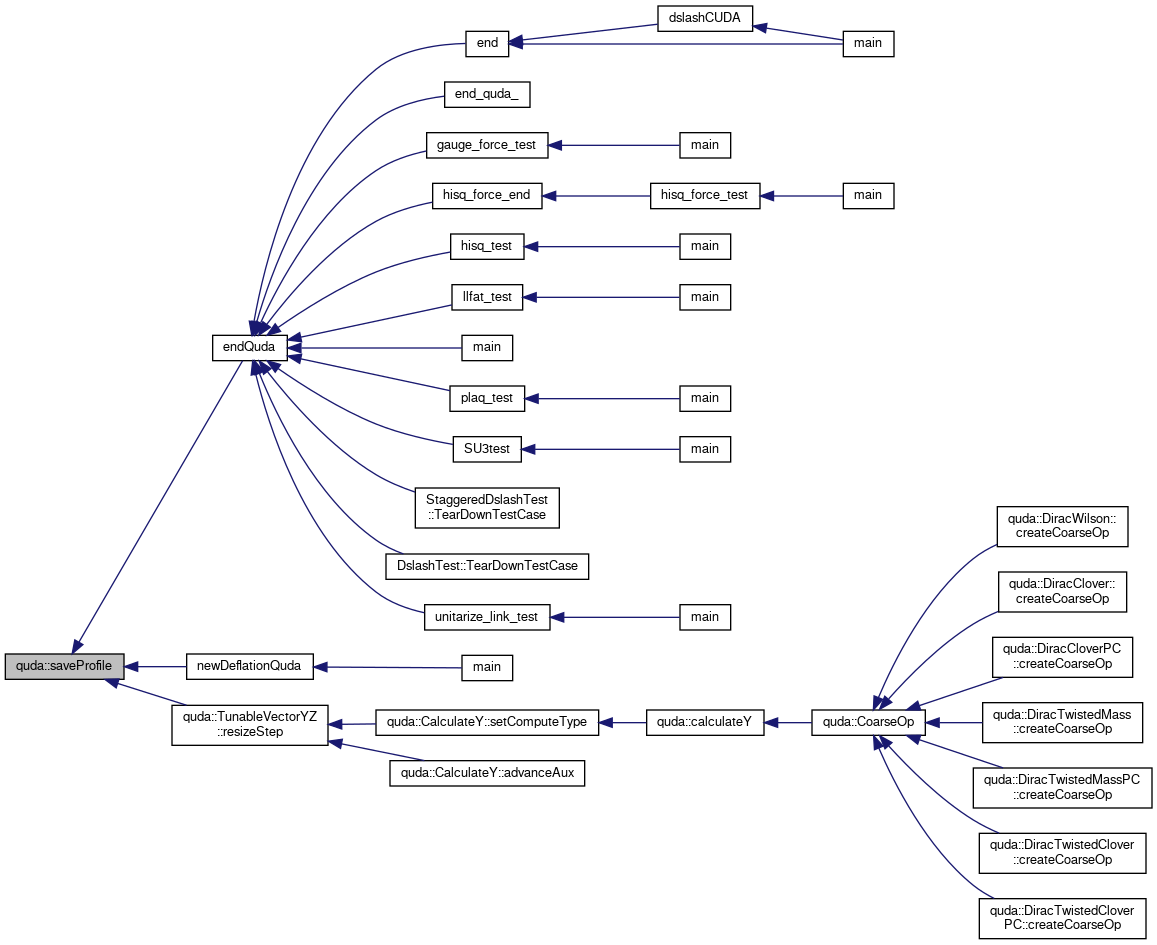 dslashCUDA
end
main
end_quda_
gauge_force_test
main
hisq_force_end
hisq_force_test
main
hisq_test
main
llfat_test
main
endQuda
main
plaq_test
main
SU3test
main
StaggeredDslashTest
::TearDownTestCase
DslashTest::TearDownTestCase
unitarize_link_test
main
quda::saveProfile
newDeflationQuda
main
quda::TunableVectorYZ
::resizeStep
quda::CalculateY::setComputeType
quda::calculateY
quda::CoarseOp
quda::CalculateY::advanceAux
quda::DiracWilson::
createCoarseOp
quda::DiracClover::
createCoarseOp
quda::DiracCloverPC
::createCoarseOp
quda::DiracTwistedMass
::createCoarseOp
quda::DiracTwistedMassPC
::createCoarseOp
quda::DiracTwistedClover
::createCoarseOp
quda::DiracTwistedClover
PC::createCoarseOp